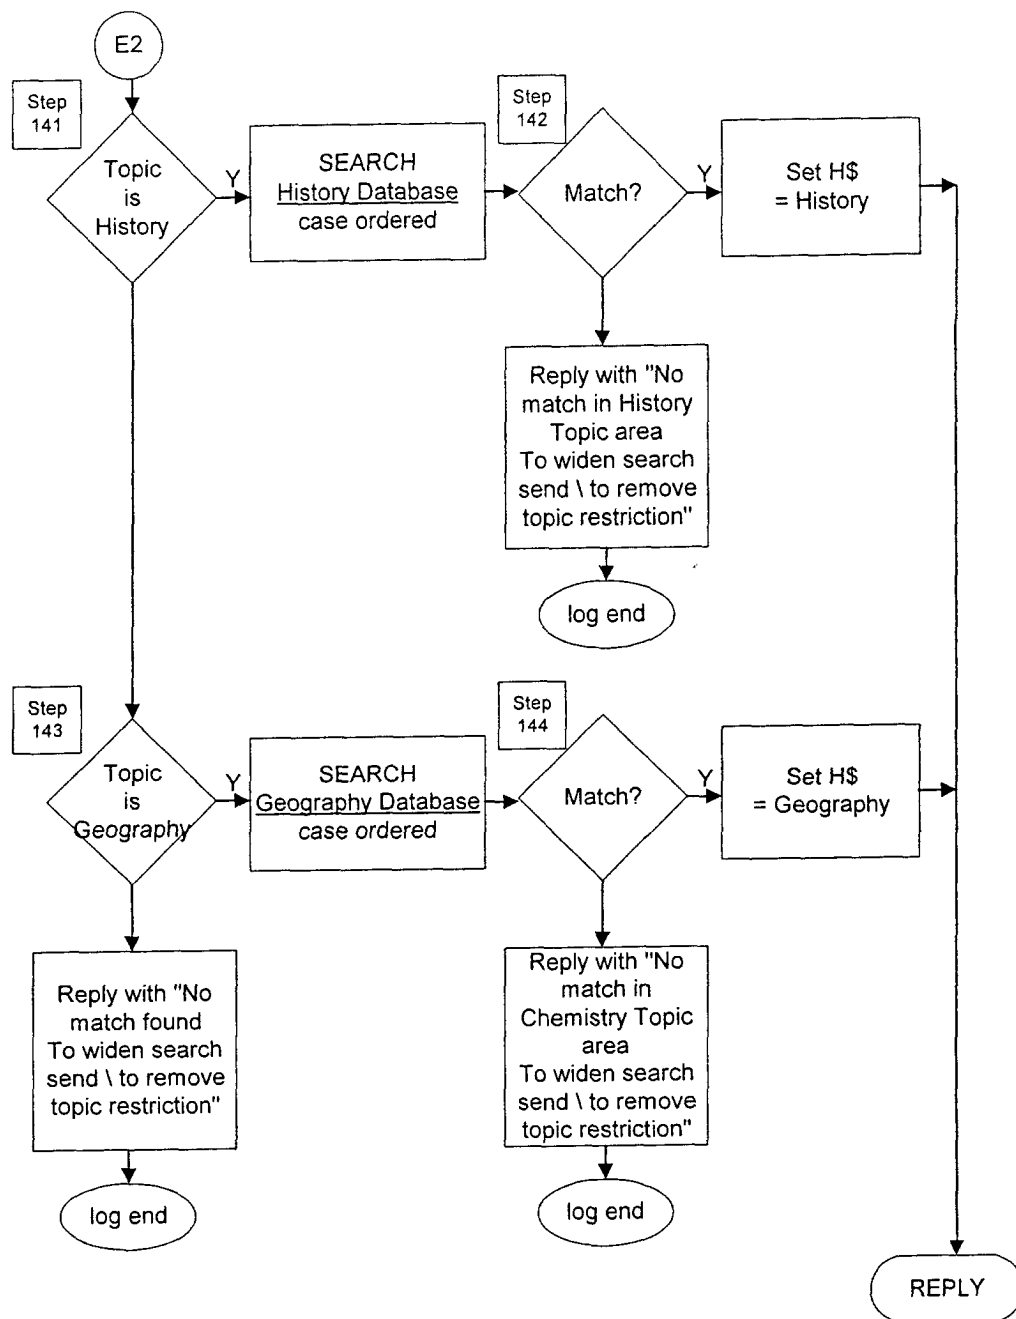 E2
Step
141
Topic
is
History
Y
SEARCH
History Database
case ordered
Step
142
Match?
Y
Set H$
= History
Reply with "No
match in History
Topic area
To widen search
send \ to remove
topic restriction"
log end
Step
143
Topic
is
Geography
Y
SEARCH
Geography Database
case ordered
Step
144
Match?
Y
Set H$
= Geography
Reply with "No
match found
To widen search
send \ to remove
topic restriction"
log end
Reply with "No
match in
Chemistry Topic
area
To widen search
send \ to remove
topic restriction"
log end
REPLY